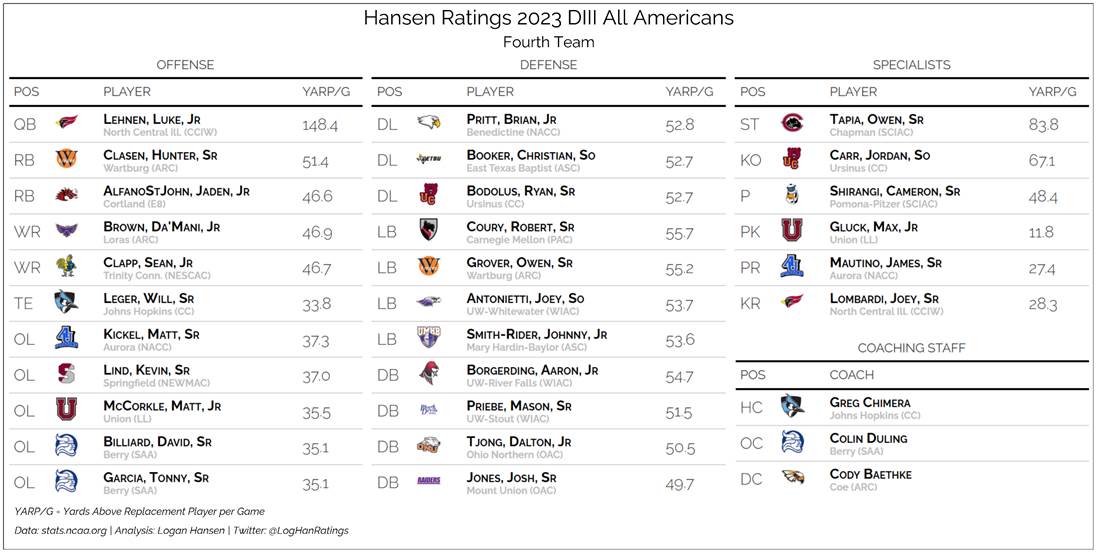 Hansen Ratings 2023 DIII All Americans
Fourth Team
OFFENSE
POS PLAYER YARP/G
QB Lehnen, Luke, Jr 148.4
North Central Ill. (CCIW)
RB Clasen, Hunter, Sr 51.4
Wartburg (ARC)
RB AlfanoStJohn, Jaden, Jr 46.6
Cortland (E8)
WR Brown, Da'Mani, Jr 46.9
Loras (ARC)
WR Clapp, Sean, Jr 46.7
Trinity Conn. (NESCAC)
TE Leger, Will, Sr 33.8
Johns Hopkins (CC)
OL Kickel, Matt, Sr 37.3
Aurora (NACC)
OL Lind, Kevin, Sr 37.0
Springfield (NEWMAC)
OL McCorkle, Matt, Jr 35.5
Union (LL)
OL Billiard, David, Sr 35.1
Berry (SAA)
OL Garcia, Tonny, Sr 35.1
Berry (SAA)
DEFENSE
POS PLAYER YARP/G
DL Pritt, Brian, Jr 52.8
Benedictine (NACC)
DL Booker, Christian, So 52.7
East Texas Baptist (ASC)
DL Bodolus, Ryan, Sr 52.7
Ursinus (CC)
LB Coury, Robert, Sr 55.7
Carnegie Mellon (PAC)
LB Grover, Owen, Sr 55.2
Wartburg (ARC)
LB Antonietti, Joey, So 53.7
UW-Whitewater (WIAC)
LB Smith-Rider, Johnny, Jr 53.6
Mary Hardin-Baylor (ASC)
DB Borgerding, Aaron, Jr 54.7
UW-River Falls (WIAC)
DB Priebe, Mason, Sr 51.5
UW-Stout (WIAC)
DB Tjong, Dalton, Jr 50.5
Ohio Northern (OAC)
DB Jones, Josh, Sr 49.7
RAIDERS
Mount Union (OAC)
SPECIALISTS
POS PLAYER YARP/G
ST Tapia, Owen, Sr 83.8
Chapman (SCIAC)
KO Carr, Jordan, So 67.1
Ursinus (CC)
P Shirangi, Cameron, Sr 48.4
Pomona-Pitzer (SCIAC)
PK Gluck, Max, Jr 11.8
Union (LL)
PR Mautino, James, Sr 27.4
Aurora (NACC)
KR Lombardi, Joey, Sr 28.3
North Central Ill. (CCIW)
COACHING STAFF
POS COACH
HC Greg Chimera
Johns Hopkins (CC)
OC Colin Duling
Berry (SAA)
DC Cody Baethke
Coe (ARC)
YARP/G = Yards Above Replacement Player per Game
Data: stats.ncaa.org | Analysis: Logan Hansen | Twitter: @LogHanRatings